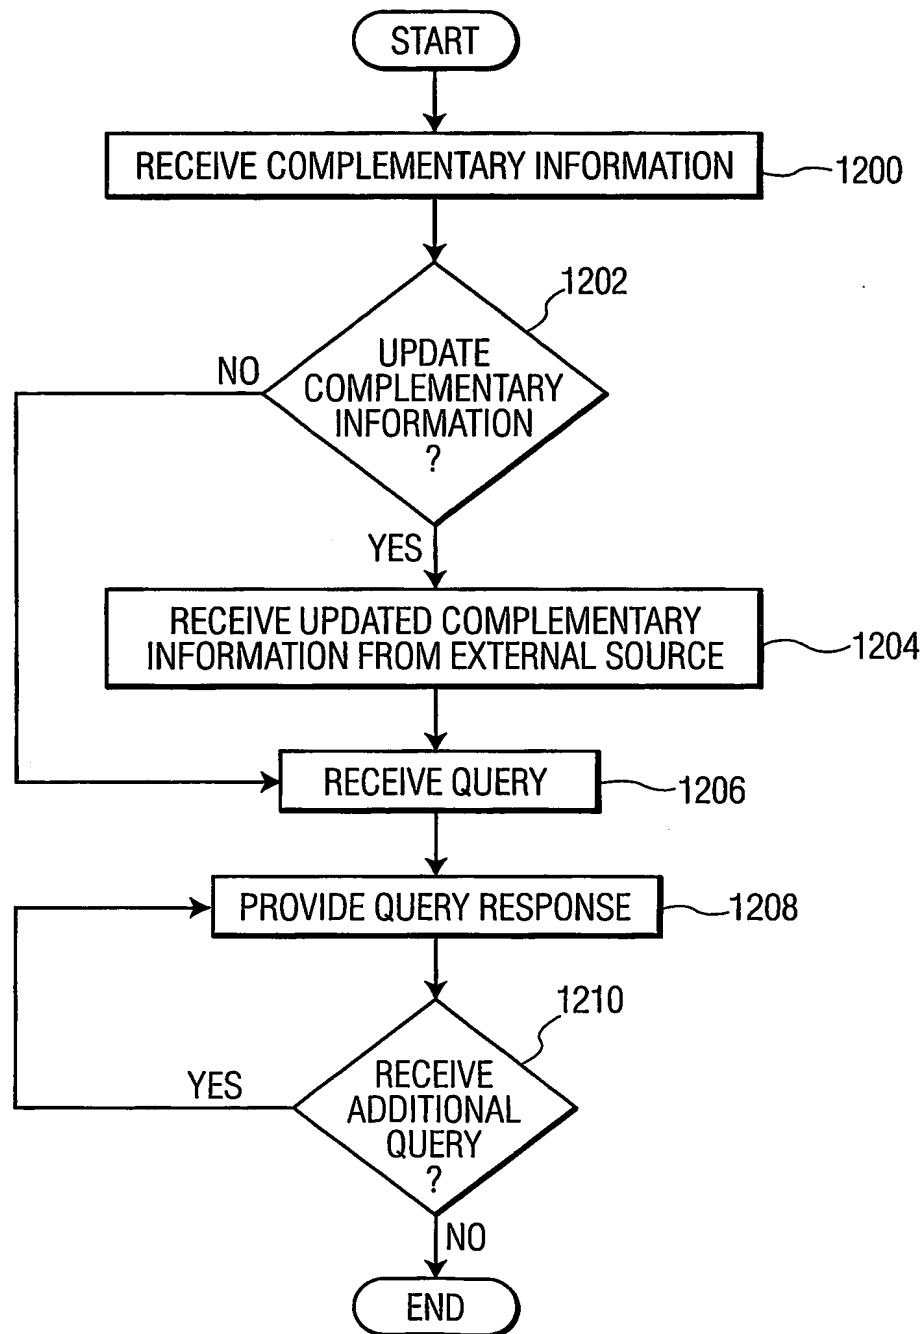 START
RECEIVE COMPLEMENTARY INFORMATION
1200
1202
UPDATE
COMPLEMENTARY
INFORMATION
?
NO
YES
RECEIVE UPDATED COMPLEMENTARY
INFORMATION FROM EXTERNAL SOURCE
1204
RECEIVE QUERY
1206
PROVIDE QUERY RESPONSE
1208
1210
RECEIVE
ADDITIONAL
QUERY
?
YES
NO
END